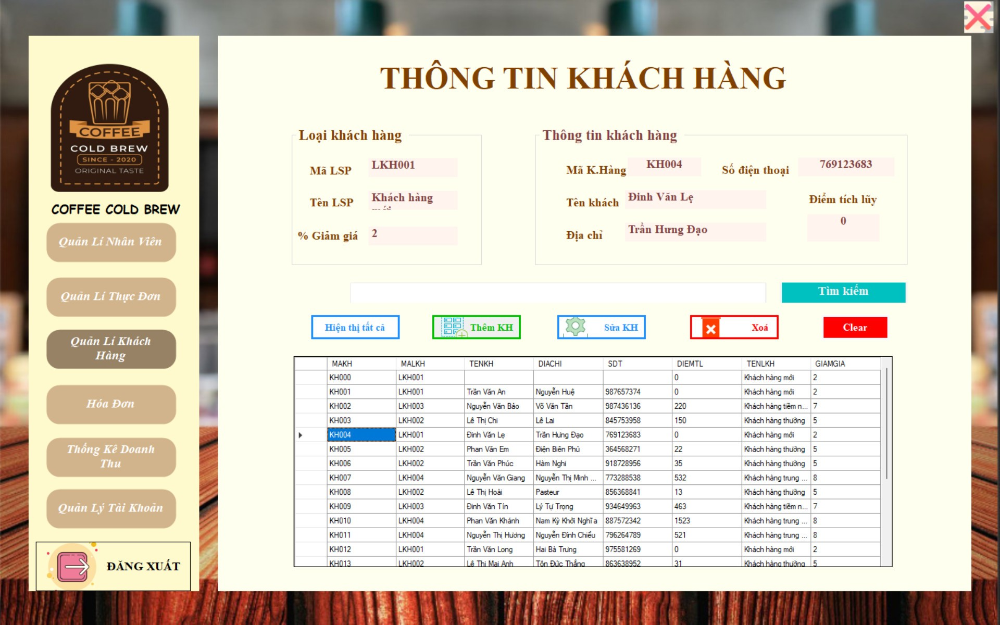 COFFEE
COLD BREW
SINCE - 2020
ORIGINAL TASTE
COFFEE COLD BREW
Quản Lí Nhân Viên
Quản Lí Thực Đơn
Quản Lí Khách
Hàng
Hóa Đơn
Thống Kê Doanh
Thu
Quản Lý Tài Khoản
ĐĂNG XUẤT
THÔNG TIN KHÁCH HÀNG
Loại khách hàng
Mã LSP LKH001
Tên LSP Khách hàng
mới
% Giảm giá 2
Thông tin khách hàng
Mã K.Hàng KH004 Số điện thoại 769123683
Tên khách Đinh Văn Lẹ Điểm tích lũy
Địa chỉ Trần Hưng Đạo 0
Tìm kiếm
Hiện thị tất cả Thêm KH Sửa KH Xoá Clear
MAKH MALKH TENKH DIACHI SDT DIEMTL TENLKH GIAMGIA
KH000 LKH001 0 Khách hàng mới 2
KH001 LKH001 Trần Văn An Nguyễn Huệ 987657374 0 Khách hàng mới 2
KH002 LKH003 Nguyễn Văn Bảo Võ Văn Tần 987436136 220 Khách hàng tiềm n... 7
KH003 LKH002 Lê Thị Chi Lê Lai 845753958 150 Khách hàng thường 5
KH004 LKH001 Đinh Văn Lẹ Trần Hưng Đạo 769123683 0 Khách hàng mới 2
KH005 LKH002 Phan Văn Em Điện Biên Phủ 364568271 22 Khách hàng thường 5
KH006 LKH002 Trần Văn Phúc Hàm Nghi 918728956 35 Khách hàng thường 5
KH007 LKH004 Nguyễn Văn Giang Nguyễn Thị Minh ... 773288538 532 Khách hàng trung ... 8
KH008 LKH002 Lê Thị Hoài Pasteur 856368841 13 Khách hàng thường 5
KH009 LKH003 Đinh Văn Tín Lý Tự Trọng 934649963 463 Khách hàng tiềm n... 7
KH010 LKH004 Phan Văn Khánh Nam Kỳ Khởi Nghĩa 887572342 1523 Khách hàng trung ... 8
KH011 LKH004 Nguyễn Thị Hương Nguyễn Đình Chiểu 796264789 521 Khách hàng trung ... 8
KH012 LKH001 Trần Văn Long Hai Bà Trưng 975581269 0 Khách hàng mới 2
KH013 LKH002 Lê Thị Mai Anh Tôn Đức Thắng 863638952 31 Khách hàng thường 5